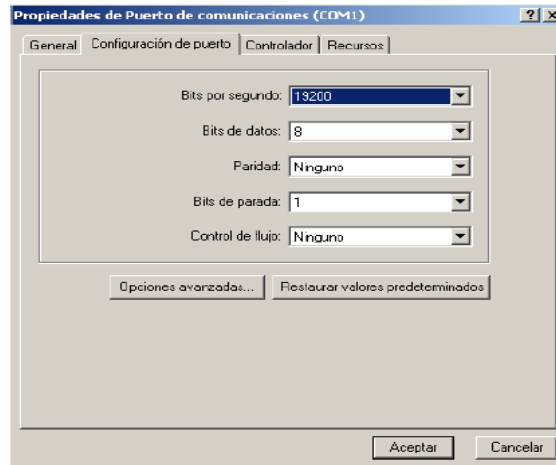 Propiedades de Puerto de comunicaciones (COM1)
General Configuración de puerto Controlador Recursos
Bits por segundo: 19200
Bits de datos: 8
Paridad: Ninguno
Bits de parada: 1
Control de flujo: Ninguno
Opciones avanzadas... Restaurar valores predeterminados
Aceptar Cancelar